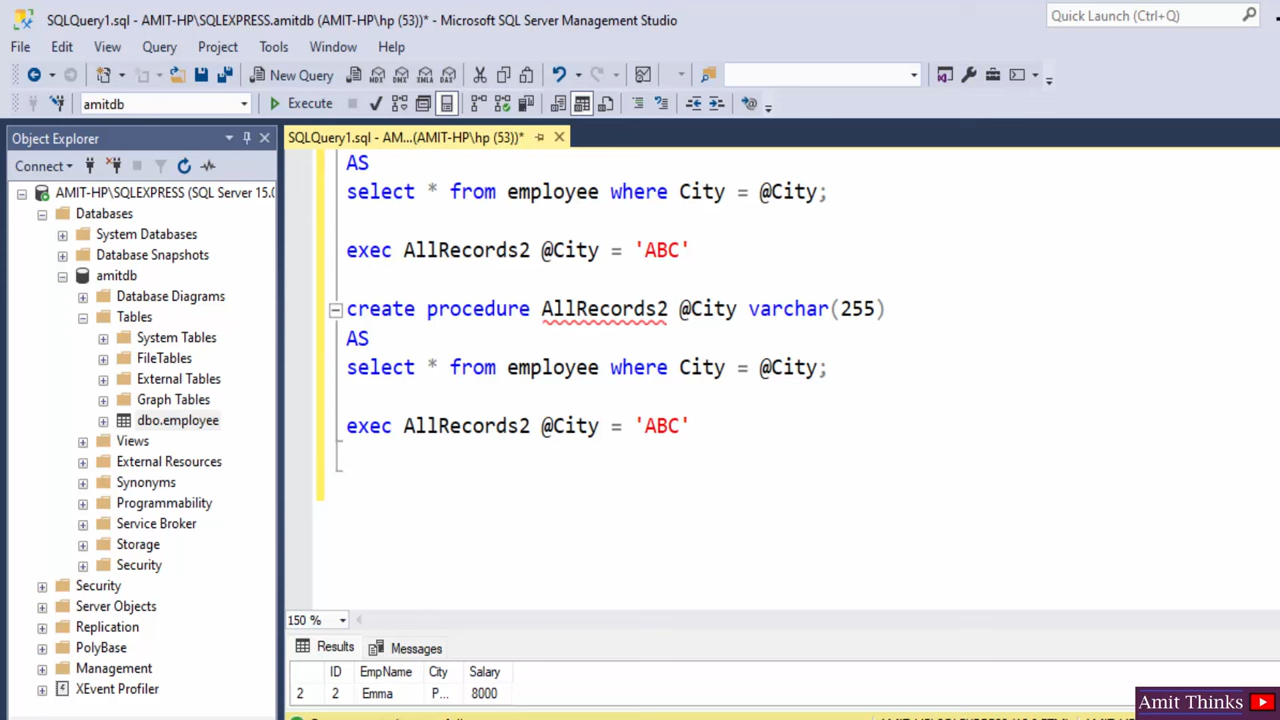 SQLQuery1.sql - AMIT-HP\SQLEXPRESS.amitdb (AMIT-HP\hp (53))* - Microsoft SQL Server Management Studio
Quick Launch (Ctrl+Q)
File Edit View Query Project Tools Window Help
New Query
amitdb Execute
Object Explorer
SQLQuery1.sql - AM...(AMIT-HP\hp (53))*
Connect
AMIT-HP\SQLEXPRESS (SQL Server 15.0
Databases
System Databases
Database Snapshots
amitdb
Database Diagrams
Tables
System Tables
FileTables
External Tables
Graph Tables
dbo.employee
Views
External Resources
Synonyms
Programmability
Service Broker
Storage
Security
Security
Server Objects
Replication
PolyBase
Management
XEvent Profiler
AS
select * from employee where City = @City;
exec AllRecords2 @City = 'ABC'
create procedure AllRecords2 @City varchar(255)
AS
select * from employee where City = @City;
exec AllRecords2 @City = 'ABC'
150 %
Results Messages
ID EmpName City Salary
2 2 Emma P... 8000
Amit Thinks